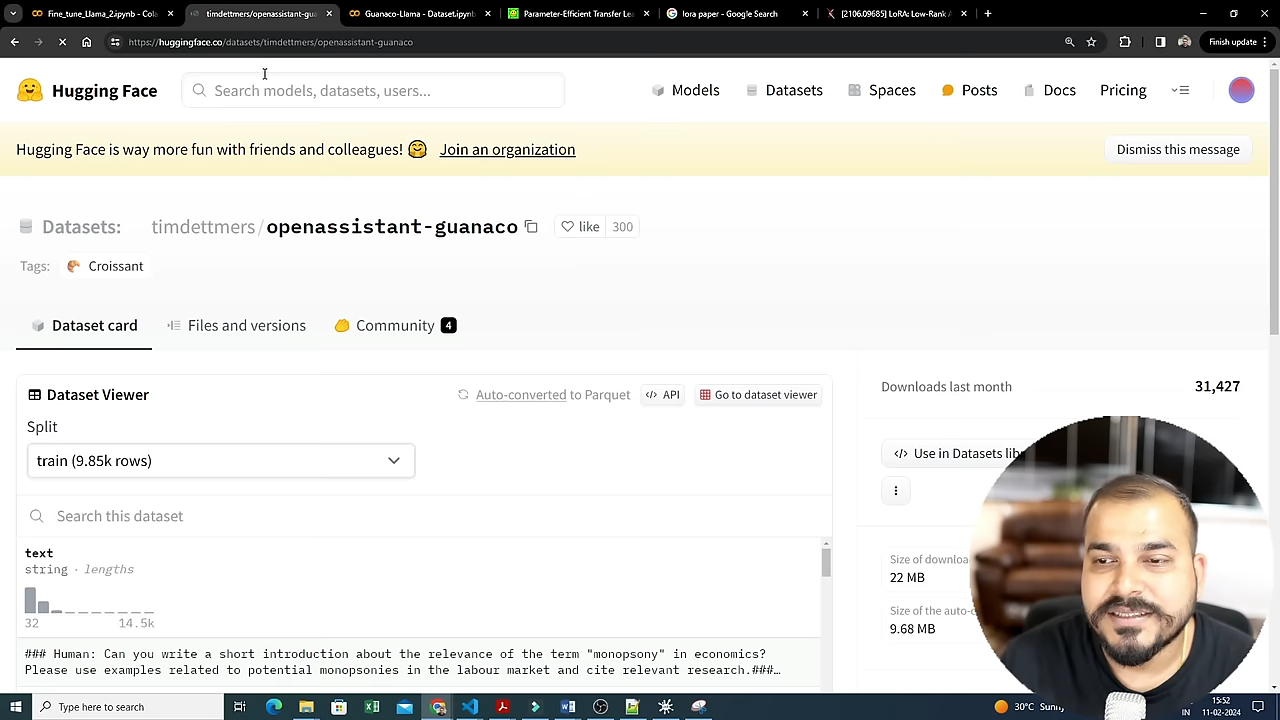 Fine_tune_Llama_2.ipynb - Cola
timdettmers/openassistant-gua
Guanaco-Llama - Dataset.ipynb
Parameter-Efficient Transfer Le
lora paper - Google Search
[2106.09685] LoRA: Low-Rank A
https://huggingface.co/datasets/timdettmers/openassistant-guanaco
Finish update
Hugging Face
Search models, datasets, users...
Models
Datasets
Spaces
Posts
Docs
Pricing
Hugging Face is way more fun with friends and colleagues! 🤗 Join an organization
Dismiss this message
Datasets: timdettmers/openassistant-guanaco
like 300
Tags: Croissant
Dataset card
Files and versions
Community 4
Dataset Viewer
Auto-converted to Parquet
</> API
Go to dataset viewer
Downloads last month
31,427
Split
train (9.85k rows)
</> Use in Datasets lib
Search this dataset
text
string · lengths
32
14.5k
Size of downloa
22 MB
Size of the auto-c
9.68 MB
### Human: Can you write a short introduction about the relevance of the term "monopsony" in economics?
Please use examples related to potential monopsonies in the labour market and cite relevant research.###…
Type here to search
30°C Sunny
IN
15:52
11-02-2024